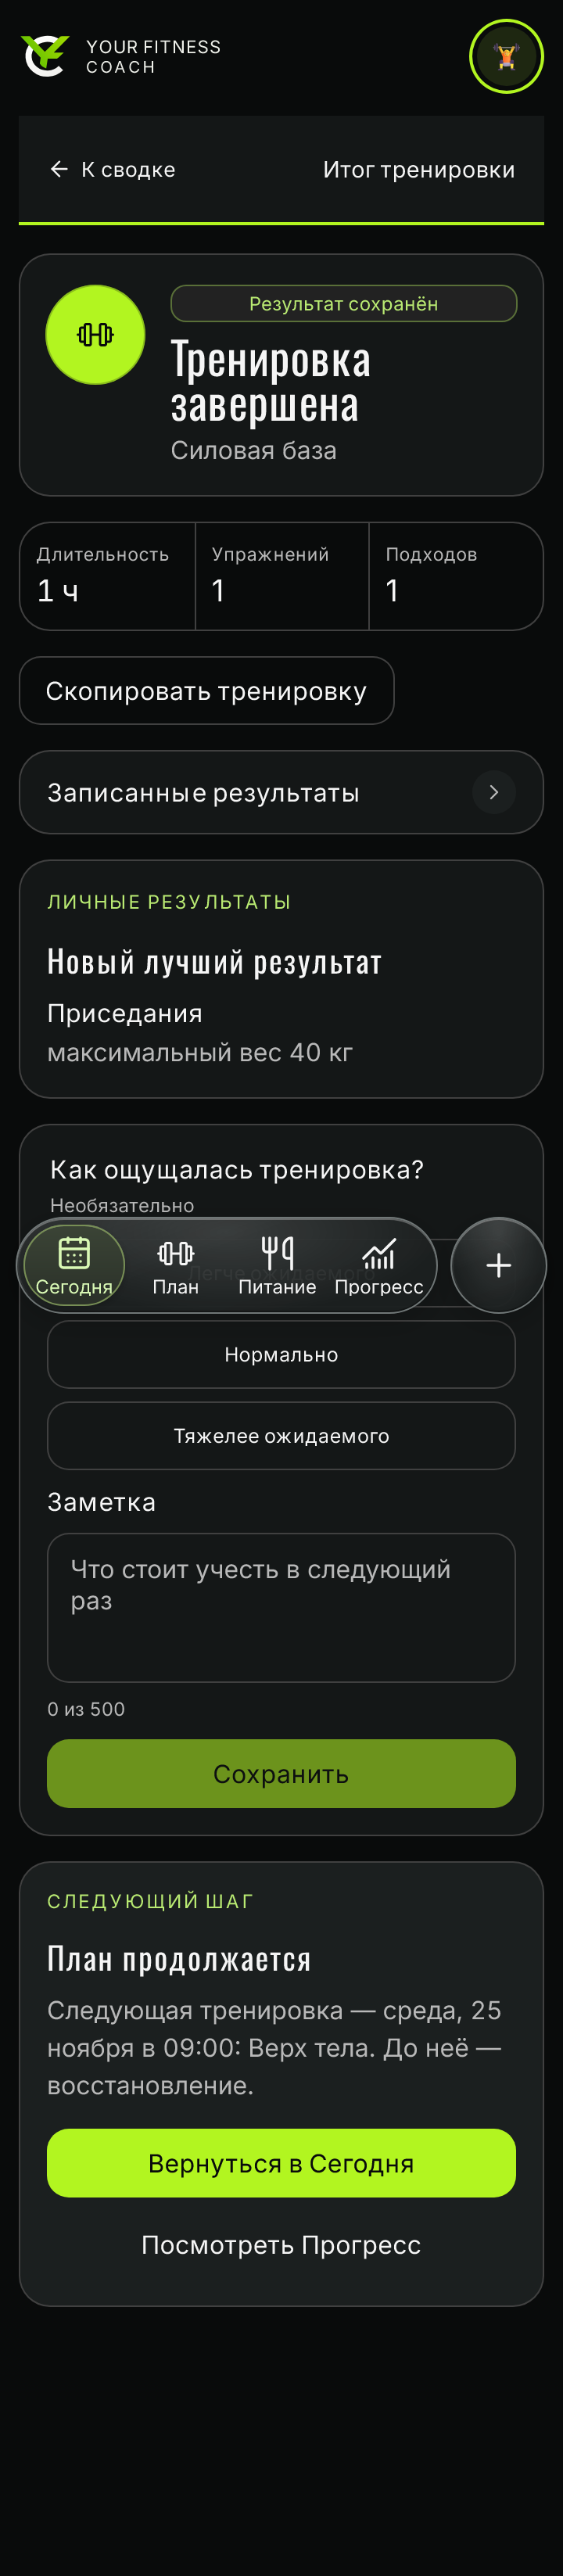 YOUR FITNESS
COACH
К сводке
Итог тренировки
Результат сохранён
Тренировка
завершена
Силовая база
Длительность
1 ч
Упражнений
1
Подходов
1
Скопировать тренировку
Записанные результаты
ЛИЧНЫЕ РЕЗУЛЬТАТЫ
Новый лучший результат
Приседания
максимальный вес 40 кг
Как ощущалась тренировка?
Необязательно
Сегодня
План
Питание
Прогресс
Нормально
Тяжелее ожидаемого
Заметка
Что стоит учесть в следующий
раз
0 из 500
Сохранить
СЛЕДУЮЩИЙ ШАГ
План продолжается
Следующая тренировка — среда, 25
ноября в 09:00: Верх тела. До неё —
восстановление.
Вернуться в Сегодня
Посмотреть Прогресс